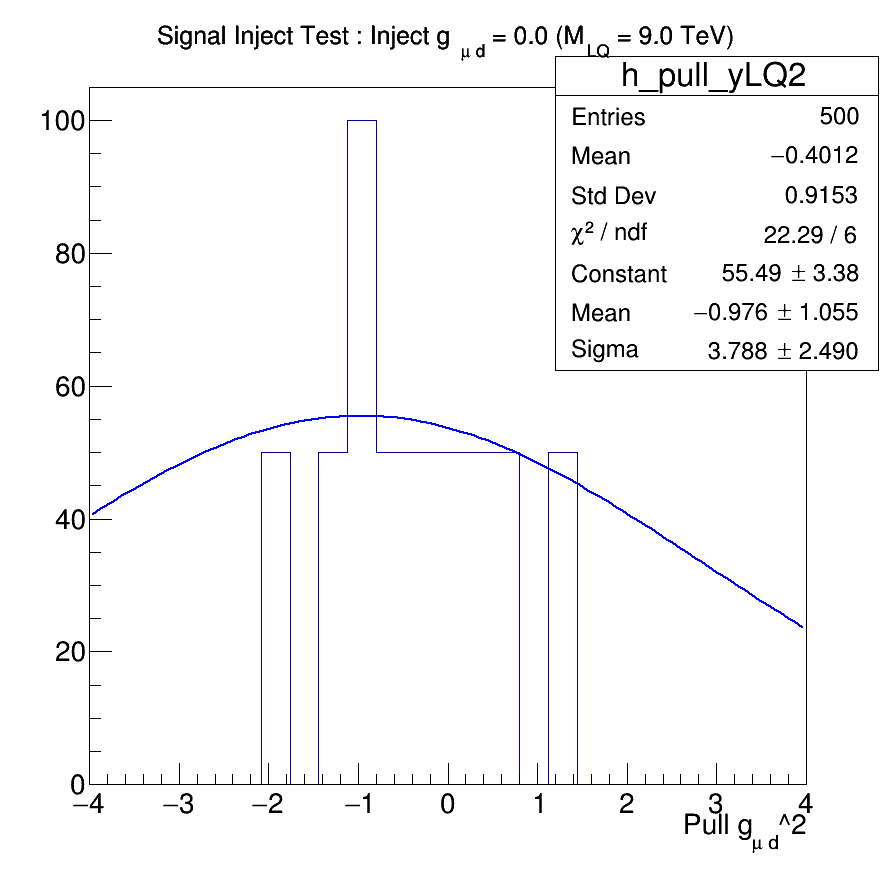 Signal Inject Test : Inject g μ d = 0.0 (M LQ = 9.0 TeV)
h_pull_yLQ2
Entries 500
Mean −0.4012
Std Dev 0.9153
χ² / ndf 22.29 / 6
Constant 55.49 ± 3.38
Mean −0.976 ± 1.055
Sigma 3.788 ± 2.490
100
80
60
40
20
0
−4 −3 −2 −1 0 1 2 3 4
Pull g μ d ^2